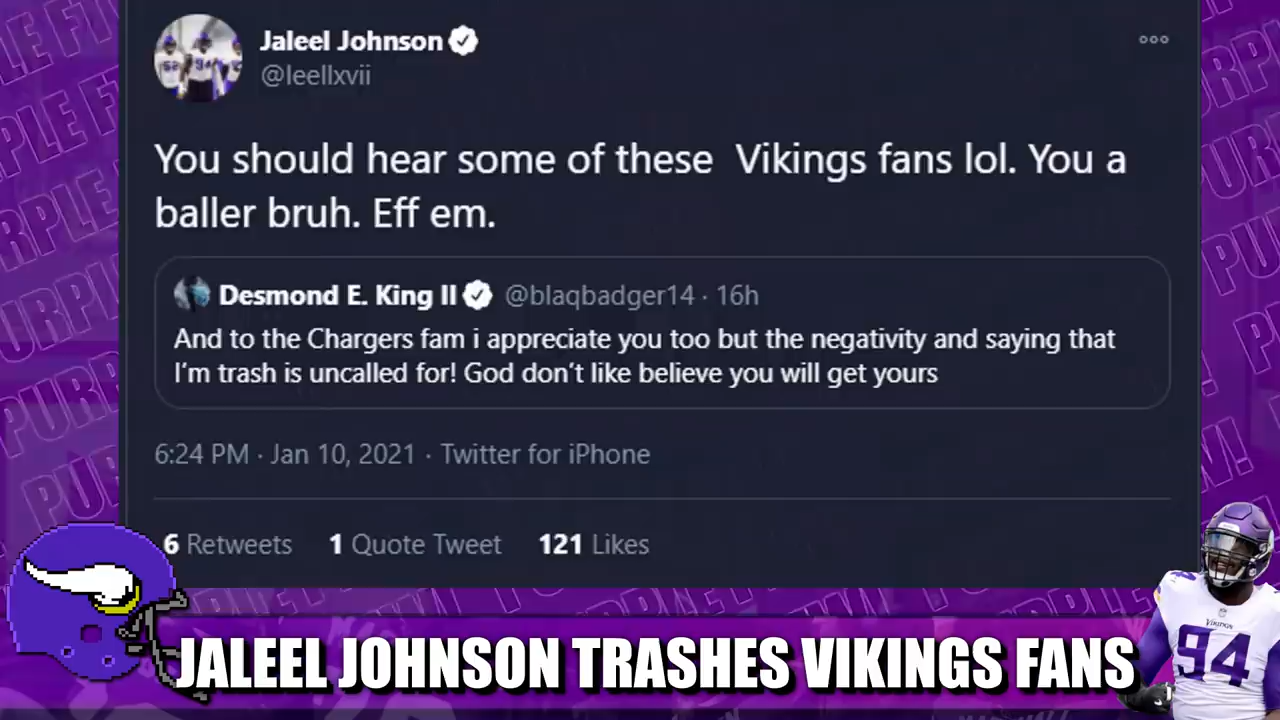 Jaleel Johnson
@leellxvii
You should hear some of these Vikings fans lol. You a
baller bruh. Eff em.
Desmond E. King II @blaqbadger14 · 16h
And to the Chargers fam i appreciate you too but the negativity and saying that
I'm trash is uncalled for! God don't like believe you will get yours
6:24 PM · Jan 10, 2021 · Twitter for iPhone
6 Retweets 1 Quote Tweet 121 Likes
JALEEL JOHNSON TRASHES VIKINGS FANS
VIKINGS
94